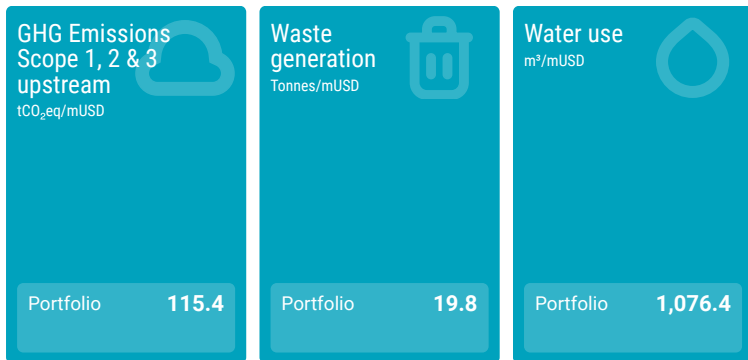 GHG Emissions
Scope 1, 2 & 3
upstream
tCO₂eq/mUSD
Portfolio 115.4
Waste
generation
Tonnes/mUSD
Portfolio 19.8
Water use
m³/mUSD
Portfolio 1,076.4